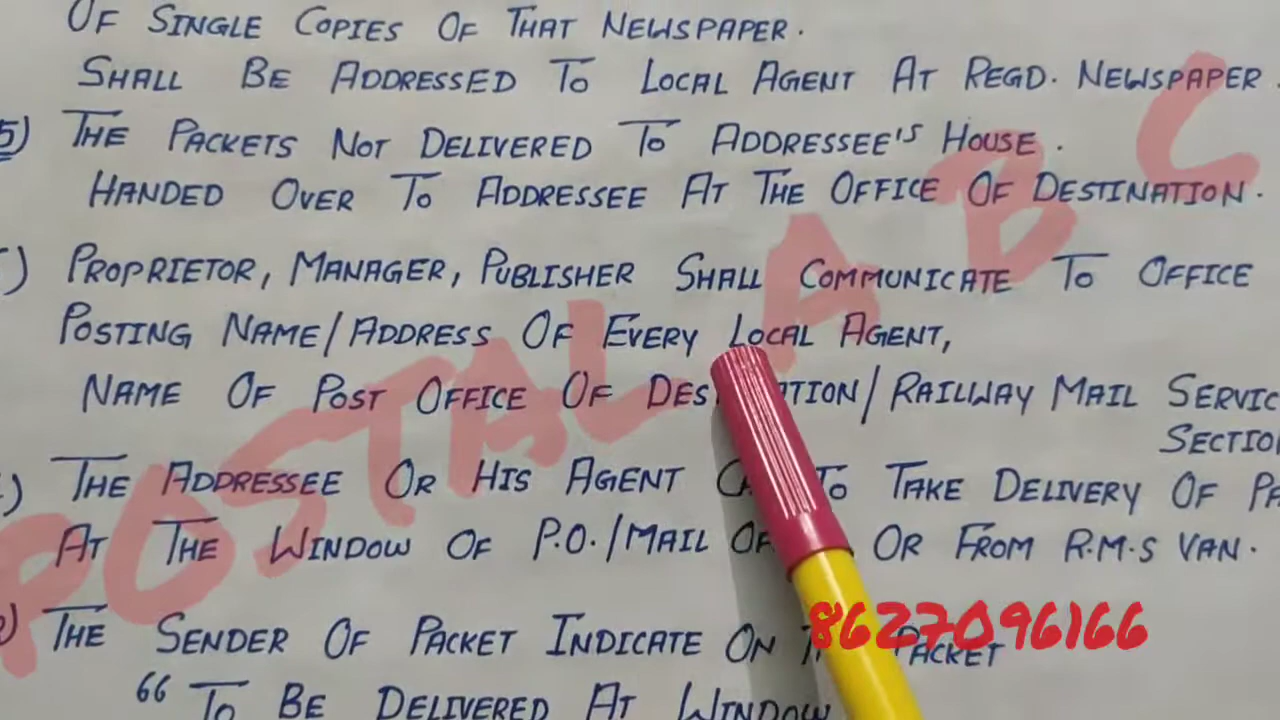 OF SINGLE COPIES OF THAT NEWSPAPER.
SHALL BE ADDRESSED TO LOCAL AGENT AT REGD. NEWSPAPER.
5) THE PACKETS NOT DELIVERED TO ADDRESSEE'S HOUSE.
HANDED OVER TO ADDRESSEE AT THE OFFICE OF DESTINATION.
) PROPRIETOR, MANAGER, PUBLISHER SHALL COMMUNICATE TO OFFICE
POSTING NAME/ADDRESS OF EVERY LOCAL AGENT,
NAME OF POST OFFICE OF DES TION/RAILWAY MAIL SERVIC
SECTION
) THE ADDRESSEE OR HIS AGENT TO TAKE DELIVERY OF PA
AT THE WINDOW OF P.O./MAIL OR FROM R.M.S VAN.
) THE SENDER OF PACKET INDICATE ON PACKET
"TO BE DELIVERED AT WINDOW
POSTAL A B C
8627096166